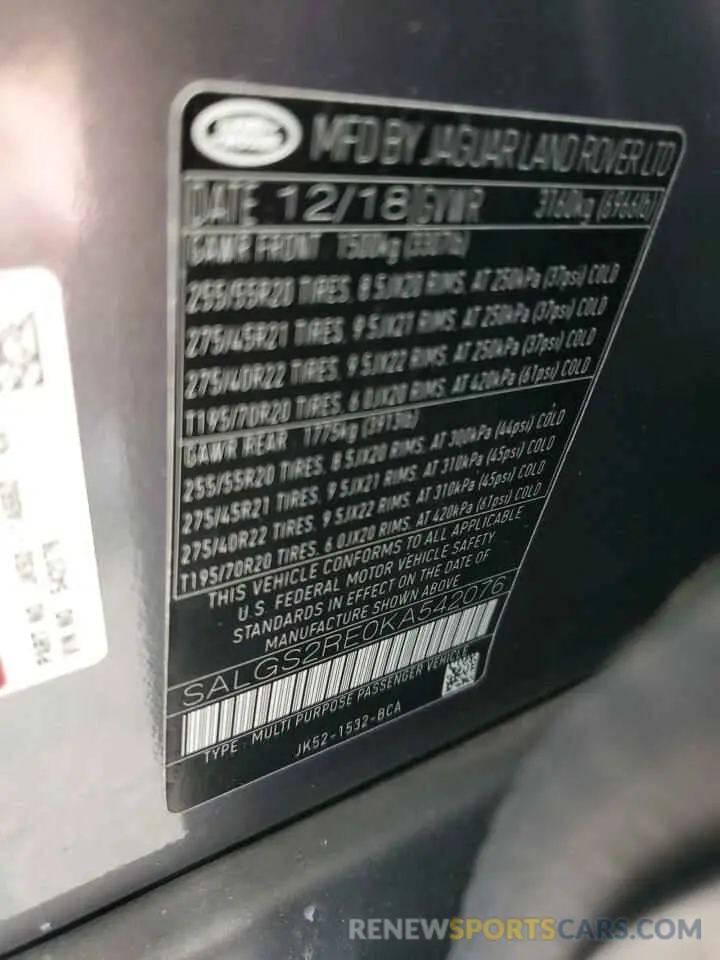 MFD BY JAGUAR LAND ROVER LTD
DATE 12/18 GVWR 3160kg (6966lb)
GAWR FRONT 1500kg (3307lb)
255/55R20 TIRES, 8 5JX20 RIMS, AT 250kPa (37psi) COLD
275/45R21 TIRES, 9 5JX21 RIMS, AT 250kPa (37psi) COLD
275/40R22 TIRES, 9 5JX22 RIMS, AT 250kPa (37psi) COLD
T195/70R20 TIRES, 6 0JX20 RIMS, AT 420kPa (61psi) COLD
GAWR REAR 1775kg (3913lb)
255/55R20 TIRES, 8 5JX20 RIMS, AT 300kPa (44psi) COLD
275/45R21 TIRES, 9 5JX21 RIMS, AT 310kPa (45psi) COLD
275/40R22 TIRES, 9 5JX22 RIMS, AT 310kPa (45psi) COLD
T195/70R20 TIRES, 6 0JX20 RIMS, AT 420kPa (61psi) COLD
THIS VEHICLE CONFORMS TO ALL APPLICABLE
U.S. FEDERAL MOTOR VEHICLE SAFETY
STANDARDS IN EFFECT ON THE DATE OF
MANUFACTURE SHOWN ABOVE
SALGS2RE0KA542076
TYPE: MULTI PURPOSE PASSENGER VEHICLE
JK52-1532-BCA
PART NO
VIN NO 542076
RENEWSPORTSCARS.COM